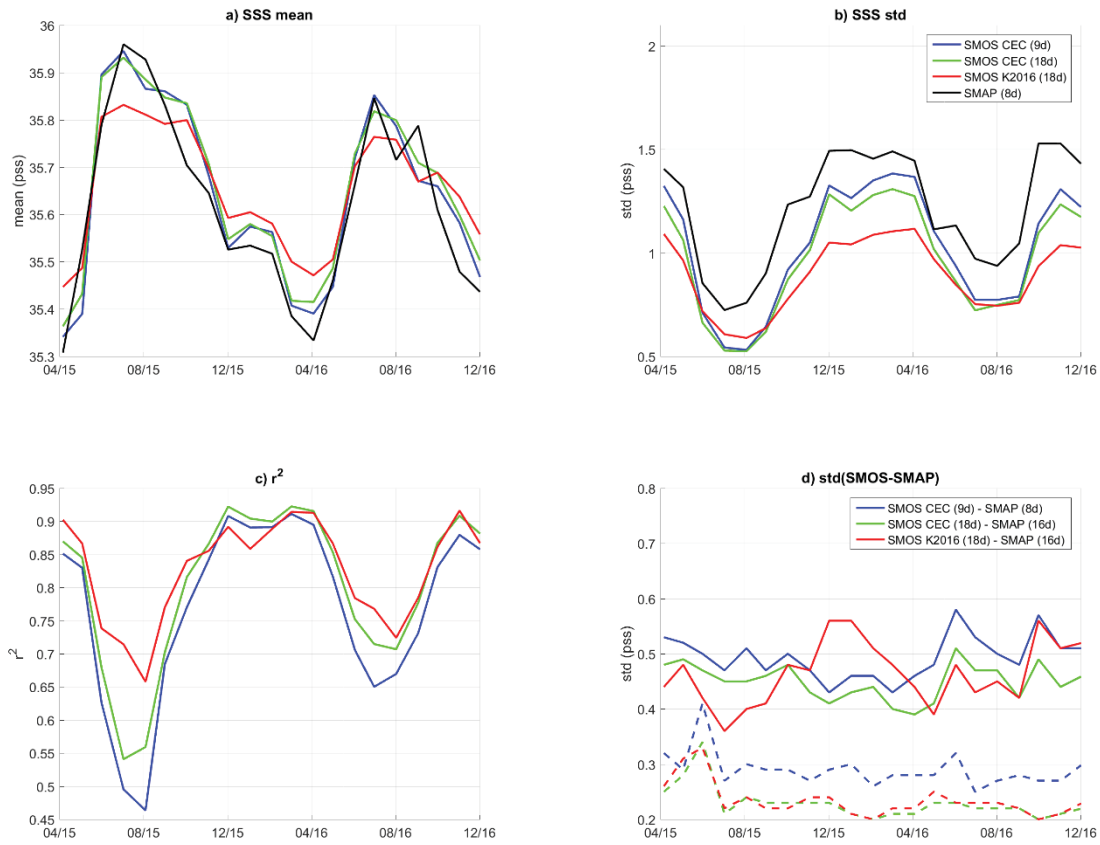 a) SSS mean
36
35.9
35.8
35.7
35.6
35.5
35.4
35.3
mean (pss)
04/15 08/15 12/15 04/16 08/16 12/16
b) SSS std
2
1.5
1
0.5
std (pss)
SMOS CEC (9d)
SMOS CEC (18d)
SMOS K2016 (18d)
SMAP (8d)
04/15 08/15 12/15 04/16 08/16 12/16
c) r²
0.95
0.9
0.85
0.8
0.75
0.7
0.65
0.6
0.55
0.5
0.45
r²
04/15 08/15 12/15 04/16 08/16 12/16
d) std(SMOS-SMAP)
0.8
0.7
0.6
0.5
0.4
0.3
0.2
std (pss)
SMOS CEC (9d) - SMAP (8d)
SMOS CEC (18d) - SMAP (16d)
SMOS K2016 (18d) - SMAP (16d)
04/15 08/15 12/15 04/16 08/16 12/16